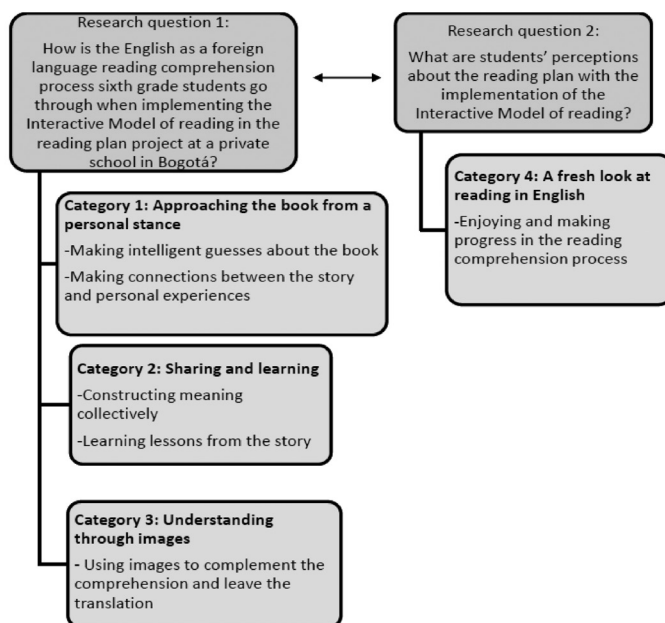 Research question 1:
How is the English as a foreign
language reading comprehension
process sixth grade students go
through when implementing the
Interactive Model of reading in the
reading plan project at a private
school in Bogotá?
Research question 2:
What are students’ perceptions
about the reading plan with the
implementation of the
Interactive Model of reading?
Category 1: Approaching the book from a
personal stance
-Making intelligent guesses about the book
-Making connections between the story
and personal experiences
Category 4: A fresh look at
reading in English
-Enjoying and making
progress in the reading
comprehension process
Category 2: Sharing and learning
-Constructing meaning
collectively
-Learning lessons from the story
Category 3: Understanding
through images
- Using images to complement the
comprehension and leave the
translation